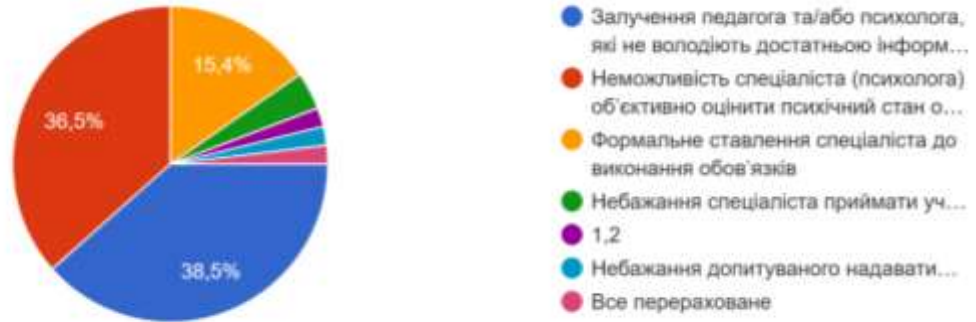 15,4%
36,5%
38,5%
Залучення педагога та/або психолога,
які не володіють достатньою інформ...
Неможливість спеціаліста (психолога)
об'єктивно оцінити психічний стан о...
Формальне ставлення спеціаліста до
виконання обов'язків
Небажання спеціаліста приймати уч...
1,2
Небажання допитуваного надавати...
Все перераховане